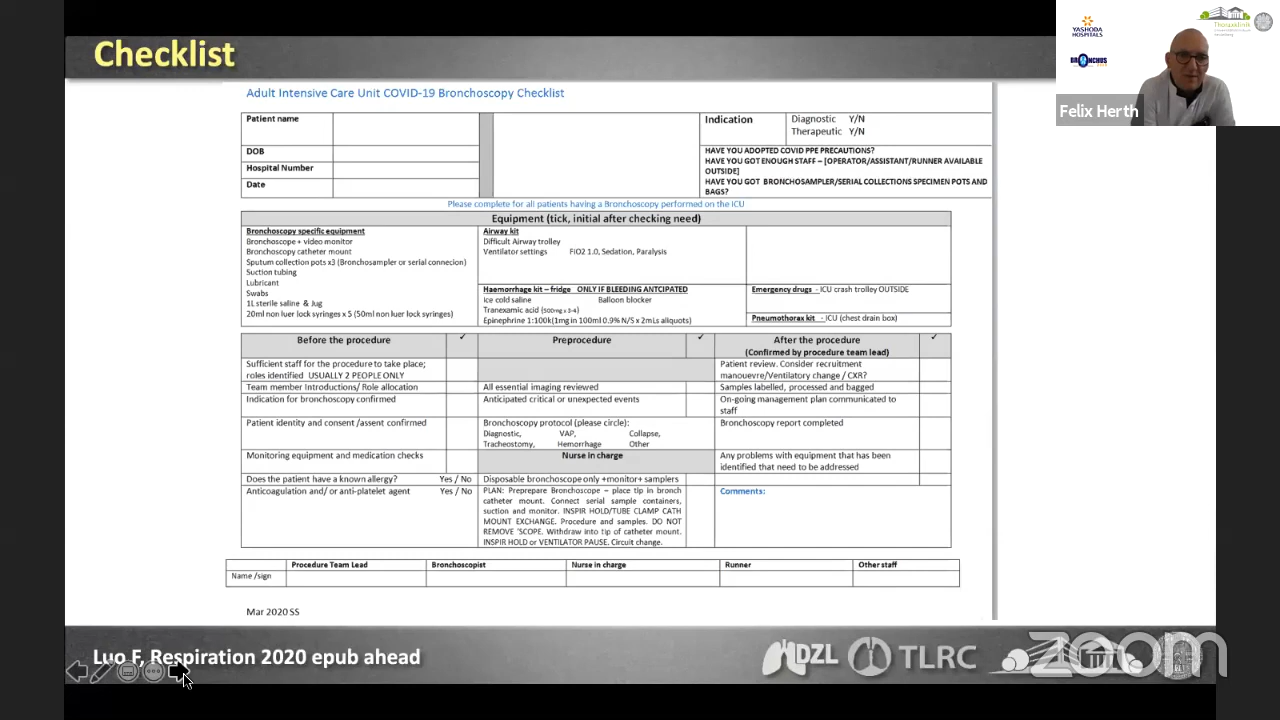 Checklist
YASHODA
HOSPITALS
BRONCHUS
Thoraxklinik
Felix Herth
Adult Intensive Care Unit COVID-19 Bronchoscopy Checklist
Patient name
DOB
Hospital Number
Date
Indication
Diagnostic Y/N
Therapeutic Y/N
HAVE YOU ADOPTED COVID PPE PRECAUTIONS?
HAVE YOU GOT ENOUGH STAFF – [OPERATOR/ASSISTANT/RUNNER AVAILABLE
OUTSIDE]
HAVE YOU GOT BRONCHOSAMPLER/SERIAL COLLECTIONS SPECIMEN POTS AND
BAGS?
Please complete for all patients having a Bronchoscopy performed on the ICU
Equipment (tick, initial after checking need)
Bronchoscopy specific equipment
Bronchoscope + video monitor
Bronchoscopy catheter mount
Sputum collection pots x3 (Bronchosampler or serial connecion)
Suction tubing
Lubricant
Swabs
1L sterile saline & Jug
20ml non luer lock syringes x 5 (50ml non luer lock syringes)
Airway kit
Difficult Airway trolley
Ventilator settings FiO2 1.0, Sedation, Paralysis
Haemorrhage kit – fridge ONLY IF BLEEDING ANTCIPATED
Ice cold saline Balloon blocker
Tranexamic acid (500mg x 3-4)
Epinephrine 1:100k(1mg in 100ml 0.9% N/S x 2mLs aliquots)
Emergency drugs - ICU crash trolley OUTSIDE
Pneumothorax kit - ICU (chest drain box)
Before the procedure ✓
Sufficient staff for the procedure to take place;
roles identified USUALLY 2 PEOPLE ONLY
Team member Introductions/ Role allocation
Indication for bronchoscopy confirmed
Patient identity and consent /assent confirmed
Monitoring equipment and medication checks
Does the patient have a known allergy? Yes / No
Anticoagulation and/ or anti-platelet agent Yes / No
Preprocedure ✓
All essential imaging reviewed
Anticipated critical or unexpected events
Bronchoscopy protocol (please circle):
Diagnostic, VAP, Collapse,
Tracheostomy, Hemorrhage Other
Nurse in charge
Disposable bronchoscope only +monitor+ samplers
PLAN: Preprepare Bronchoscope – place tip in bronch
catheter mount. Connect serial sample containers,
suction and monitor. INSPIR HOLD/TUBE CLAMP CATH
MOUNT EXCHANGE. Procedure and samples. DO NOT
REMOVE 'SCOPE. Withdraw into tip of catheter mount.
INSPIR HOLD or VENTILATOR PAUSE. Circuit change.
After the procedure ✓
(Confirmed by procedure team lead)
Patient review. Consider recruitment
manouevre/Ventilatory change / CXR?
Samples labelled, processed and bagged
On-going management plan communicated to
staff
Bronchoscopy report completed
Any problems with equipment that has been
identified that need to be addressed
Comments:
Procedure Team Lead Bronchoscopist Nurse in charge Runner Other staff
Name /sign
Mar 2020 SS
Luo F, Respiration 2020 epub ahead
DZL
TLRC
zoom